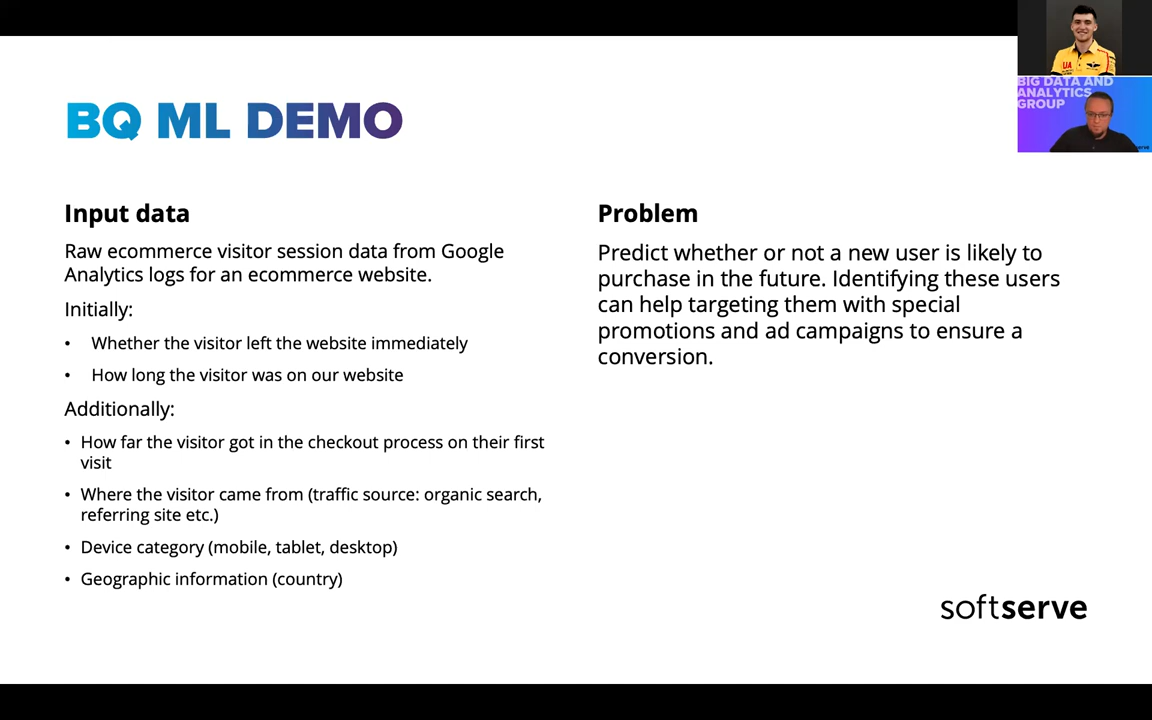 BQ ML DEMO
Input data
Raw ecommerce visitor session data from Google
Analytics logs for an ecommerce website.
Initially:
• Whether the visitor left the website immediately
• How long the visitor was on our website
Additionally:
• How far the visitor got in the checkout process on their first
visit
• Where the visitor came from (traffic source: organic search,
referring site etc.)
• Device category (mobile, tablet, desktop)
• Geographic information (country)
Problem
Predict whether or not a new user is likely to
purchase in the future. Identifying these users
can help targeting them with special
promotions and ad campaigns to ensure a
conversion.
softserve
UA
BIG DATA AND
ANALYTICS
GROUP